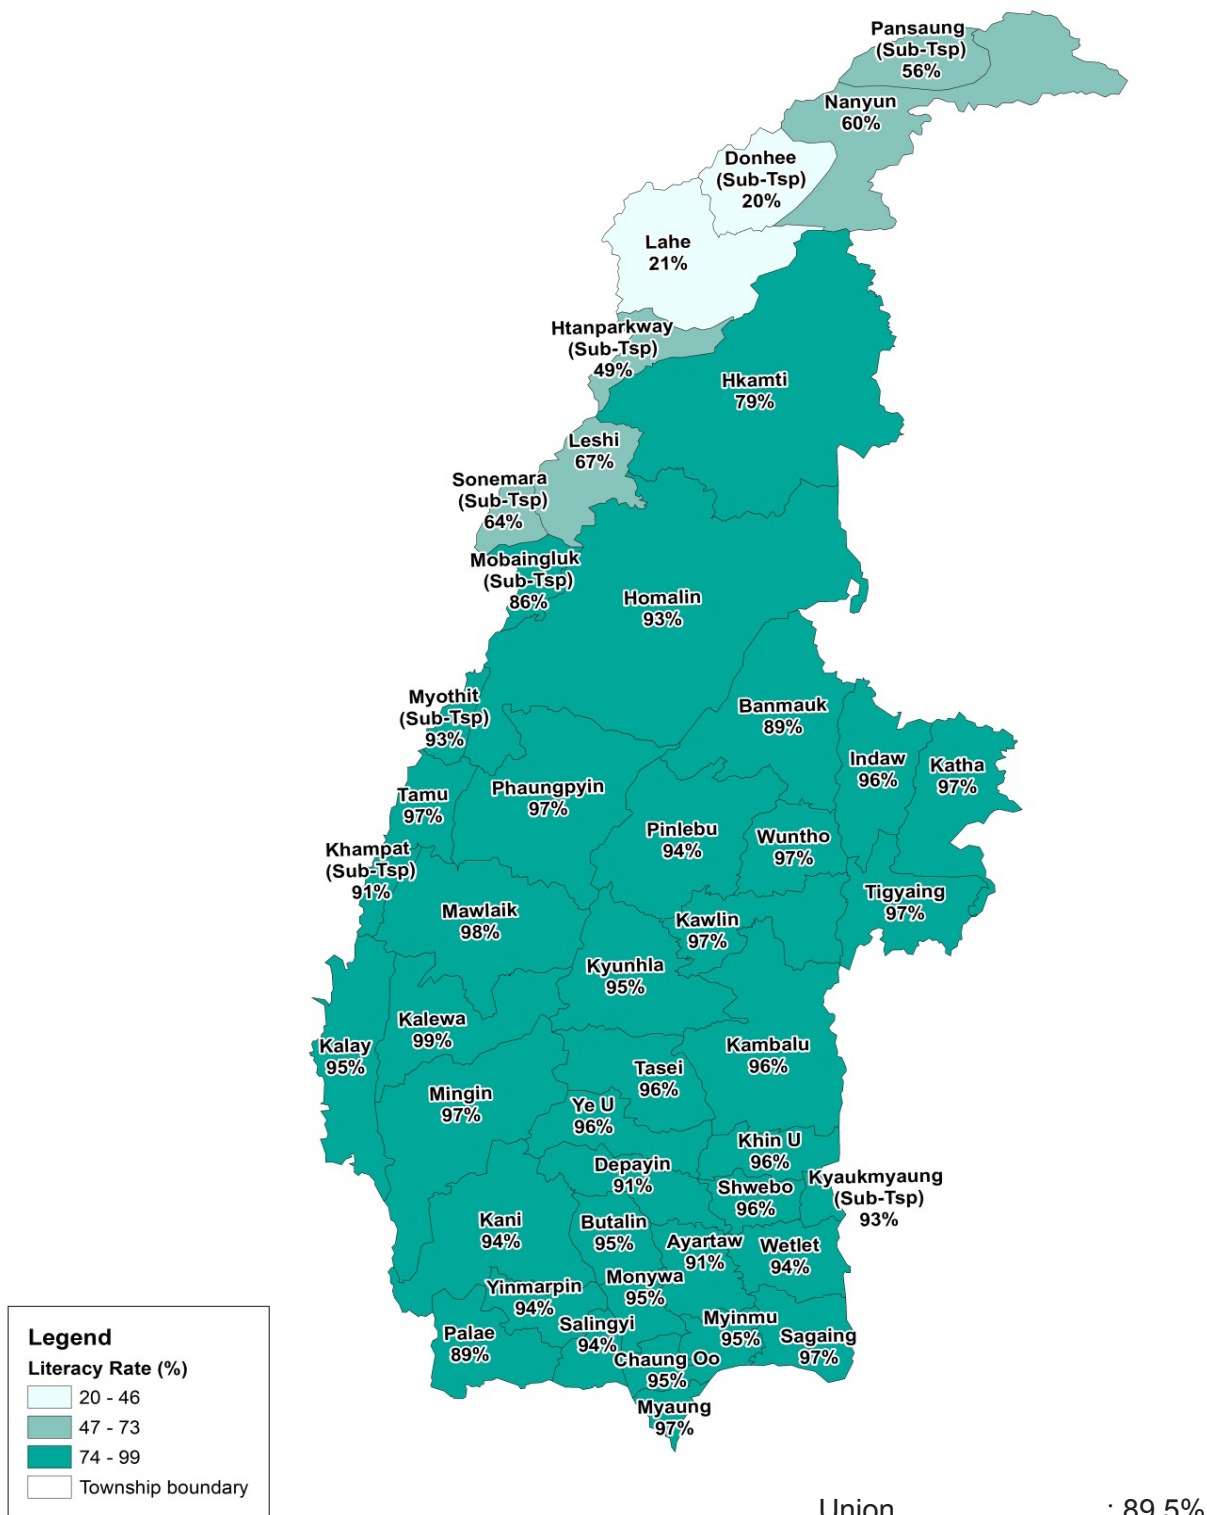 Pansaung
(Sub-Tsp)
56%
Nanyun
60%
Donhee
(Sub-Tsp)
20%
Lahe
21%
Htanparkway
(Sub-Tsp)
49%
Hkamti
79%
Leshi
67%
Sonemara
(Sub-Tsp)
64%
Mobaingluk
(Sub-Tsp)
86%
Homalin
93%
Myothit
(Sub-Tsp)
93%
Banmauk
89%
Indaw
96%
Katha
97%
Tamu
97%
Phaungpyin
97%
Pinlebu
94%
Wuntho
97%
Khampat
(Sub-Tsp)
91%
Mawlaik
98%
Kawlin
97%
Tigyaing
97%
Kyunhla
95%
Kalewa
99%
Kalay
95%
Kambalu
96%
Tasei
96%
Mingin
97%
Ye U
96%
Khin U
96%
Depayin
91%
Shwebo
96%
Kyaukmyaung
(Sub-Tsp)
93%
Kani
94%
Butalin
95%
Ayartaw
91%
Wetlet
94%
Yinmarpin
94%
Monywa
95%
Palae
89%
Salingyi
94%
Myinmu
95%
Sagaing
97%
Chaung Oo
95%
Myaung
97%
Legend
Literacy Rate (%)
20 - 46
47 - 73
74 - 99
Township boundary
Union : 89.5%